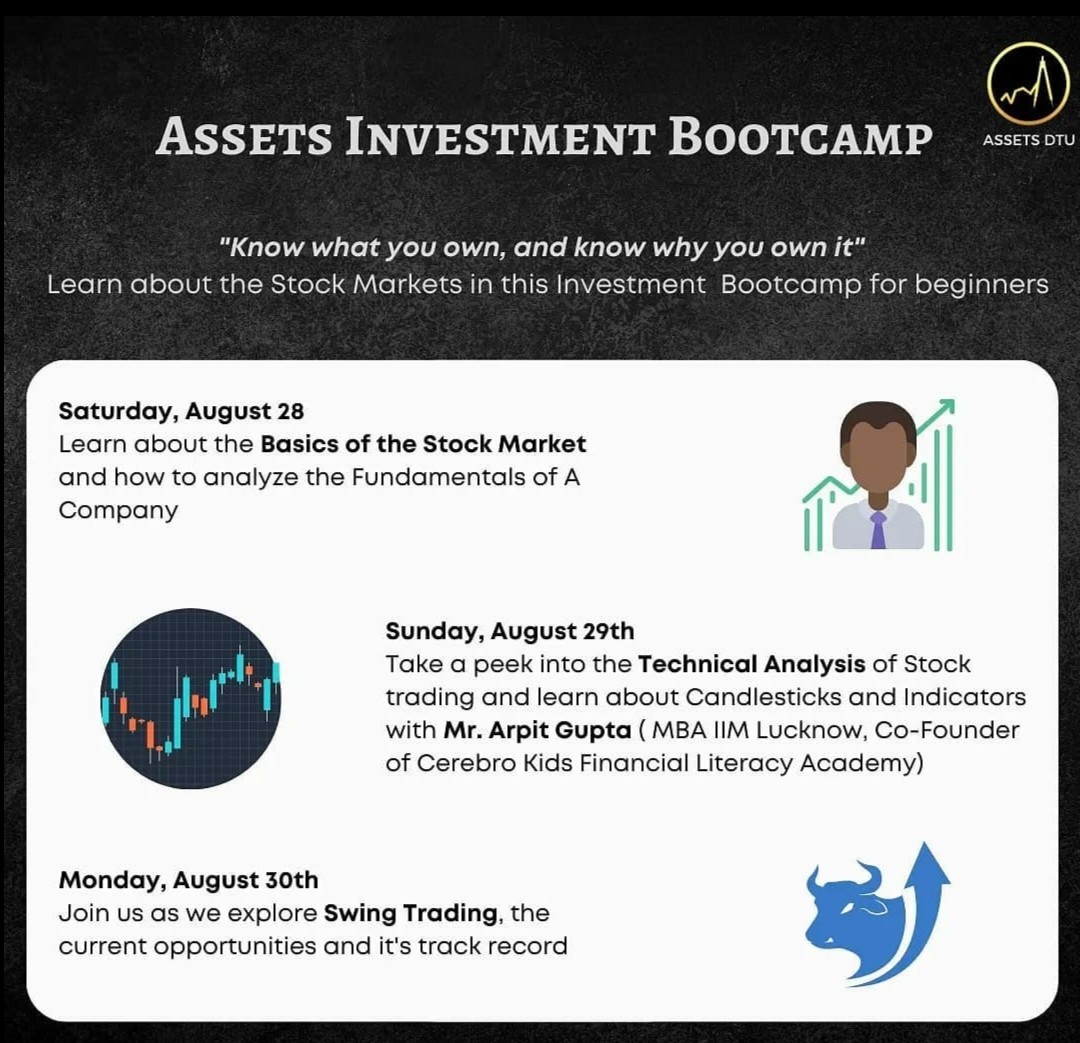 Assets Investment Bootcamp
ASSETS DTU
"Know what you own, and know why you own it"
Learn about the Stock Markets in this Investment Bootcamp for beginners
Saturday, August 28
Learn about the Basics of the Stock Market
and how to analyze the Fundamentals of A
Company
Sunday, August 29th
Take a peek into the Technical Analysis of Stock
trading and learn about Candlesticks and Indicators
with Mr. Arpit Gupta ( MBA IIM Lucknow, Co-Founder
of Cerebro Kids Financial Literacy Academy)
Monday, August 30th
Join us as we explore Swing Trading, the
current opportunities and it's track record